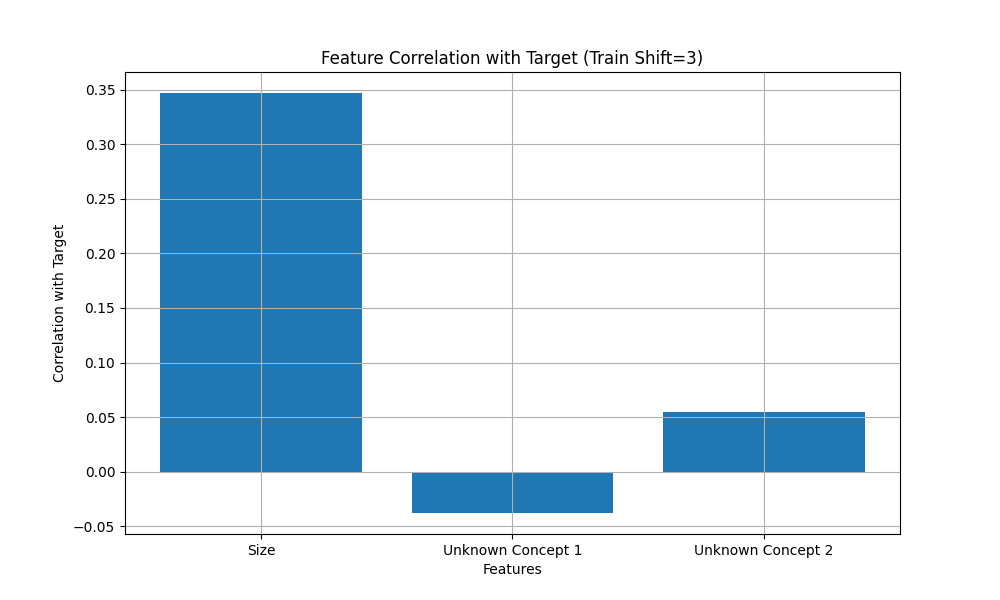 Feature Correlation with Target (Train Shift=3)
Correlation with Target
0.35
0.30
0.25
0.20
0.15
0.10
0.05
0.00
−0.05
Size
Unknown Concept 1
Unknown Concept 2
Features